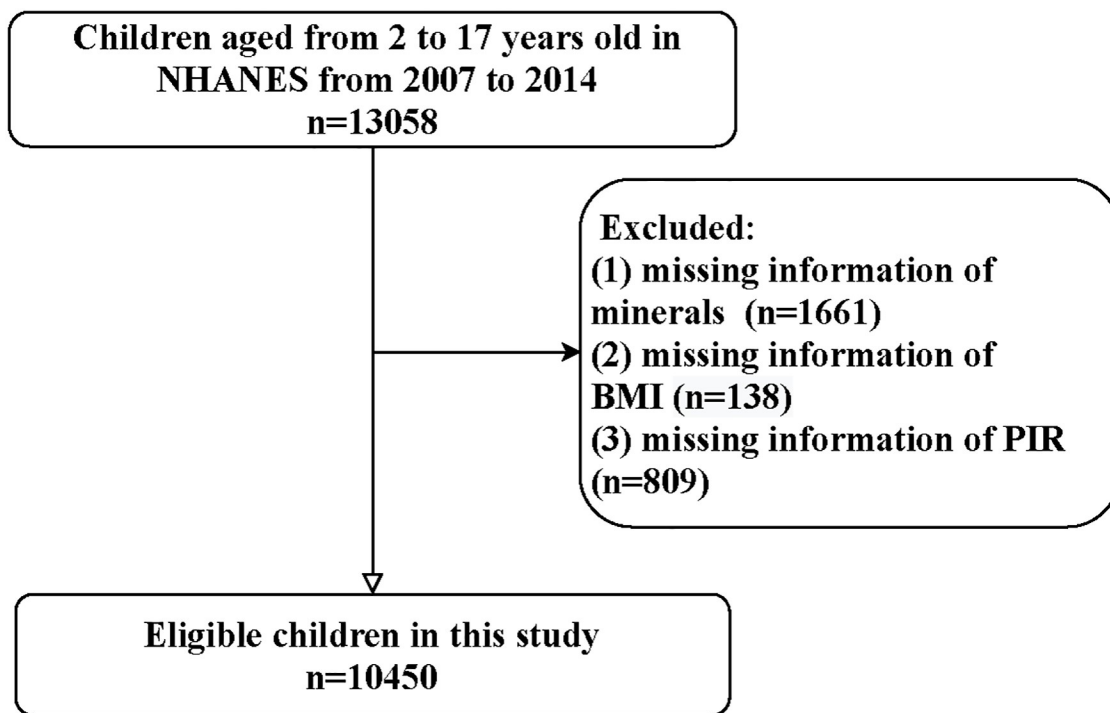 Children aged from 2 to 17 years old in
NHANES from 2007 to 2014
n=13058
Excluded:
(1) missing information of
minerals (n=1661)
(2) missing information of
BMI (n=138)
(3) missing information of PIR
(n=809)
Eligible children in this study
n=10450